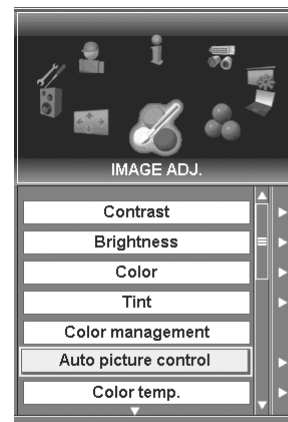 IMAGE ADJ.
Contrast
Brightness
Color
Tint
Color management
Auto picture control
Color temp.